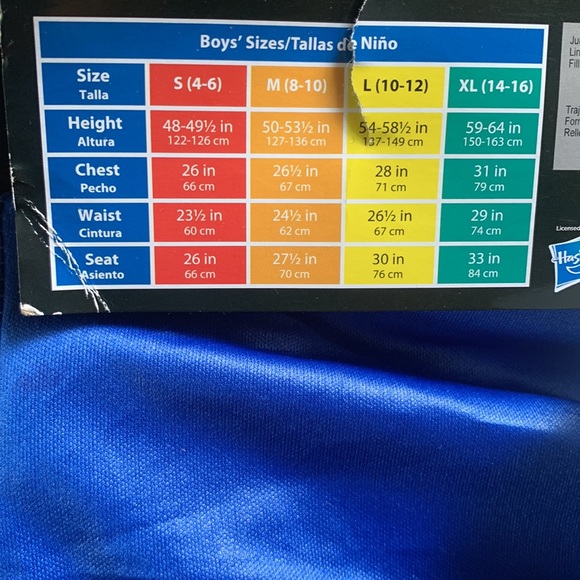 Boys' Sizes/Tallas de Niño
Size S (4-6) M (8-10) L (10-12) XL (14-16)
Talla
Height 48-49½ in 50-53½ in 54-58½ in 59-64 in
Altura 122-126 cm 127-136 cm 137-149 cm 150-163 cm
Chest 26 in 26½ in 28 in 31 in
Pecho 66 cm 67 cm 71 cm 79 cm
Waist 23½ in 24½ in 26½ in 29 in
Cintura 60 cm 62 cm 67 cm 74 cm
Seat 26 in 27½ in 30 in 33 in
Asiento 66 cm 70 cm 76 cm 84 cm
Licensed